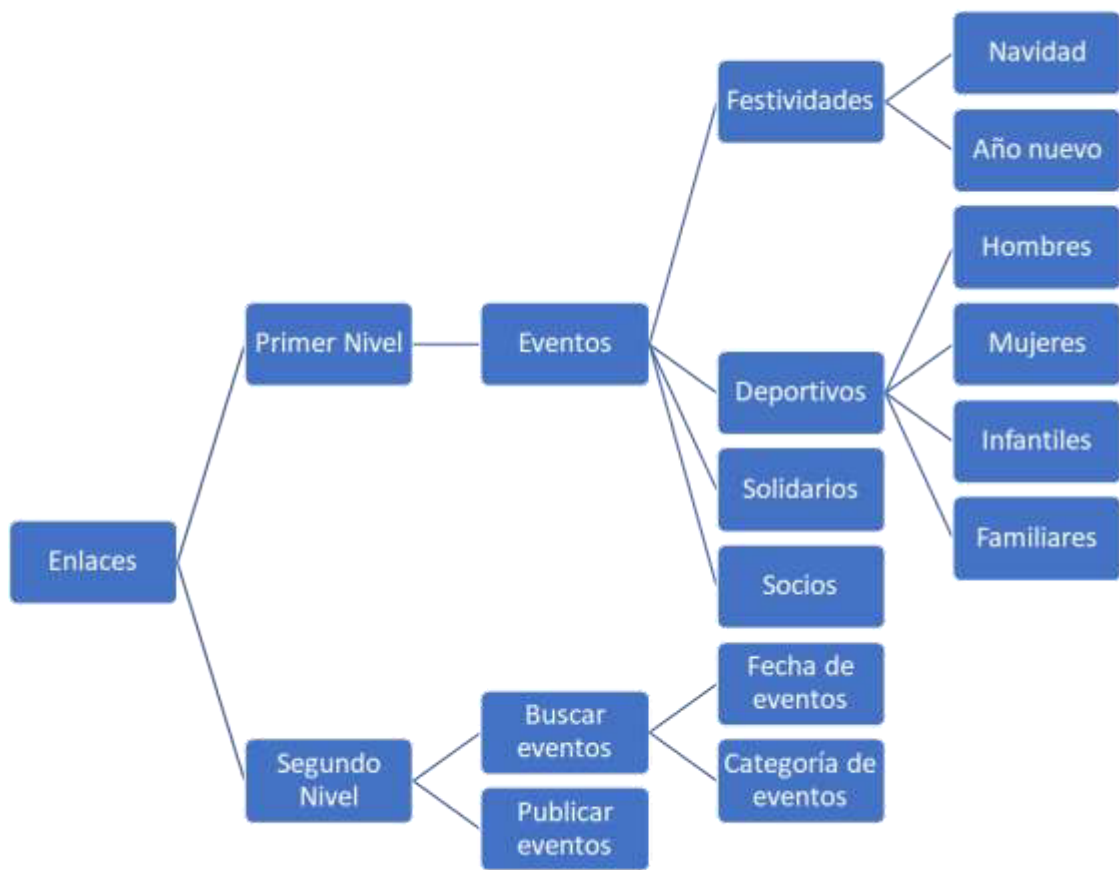 Navidad
Festividades
Año nuevo
Hombres
Primer Nivel
Eventos
Mujeres
Deportivos
Infantiles
Solidarios
Familiares
Enlaces
Socios
Fecha de
eventos
Buscar
eventos
Segundo
Nivel
Categoría de
eventos
Publicar
eventos